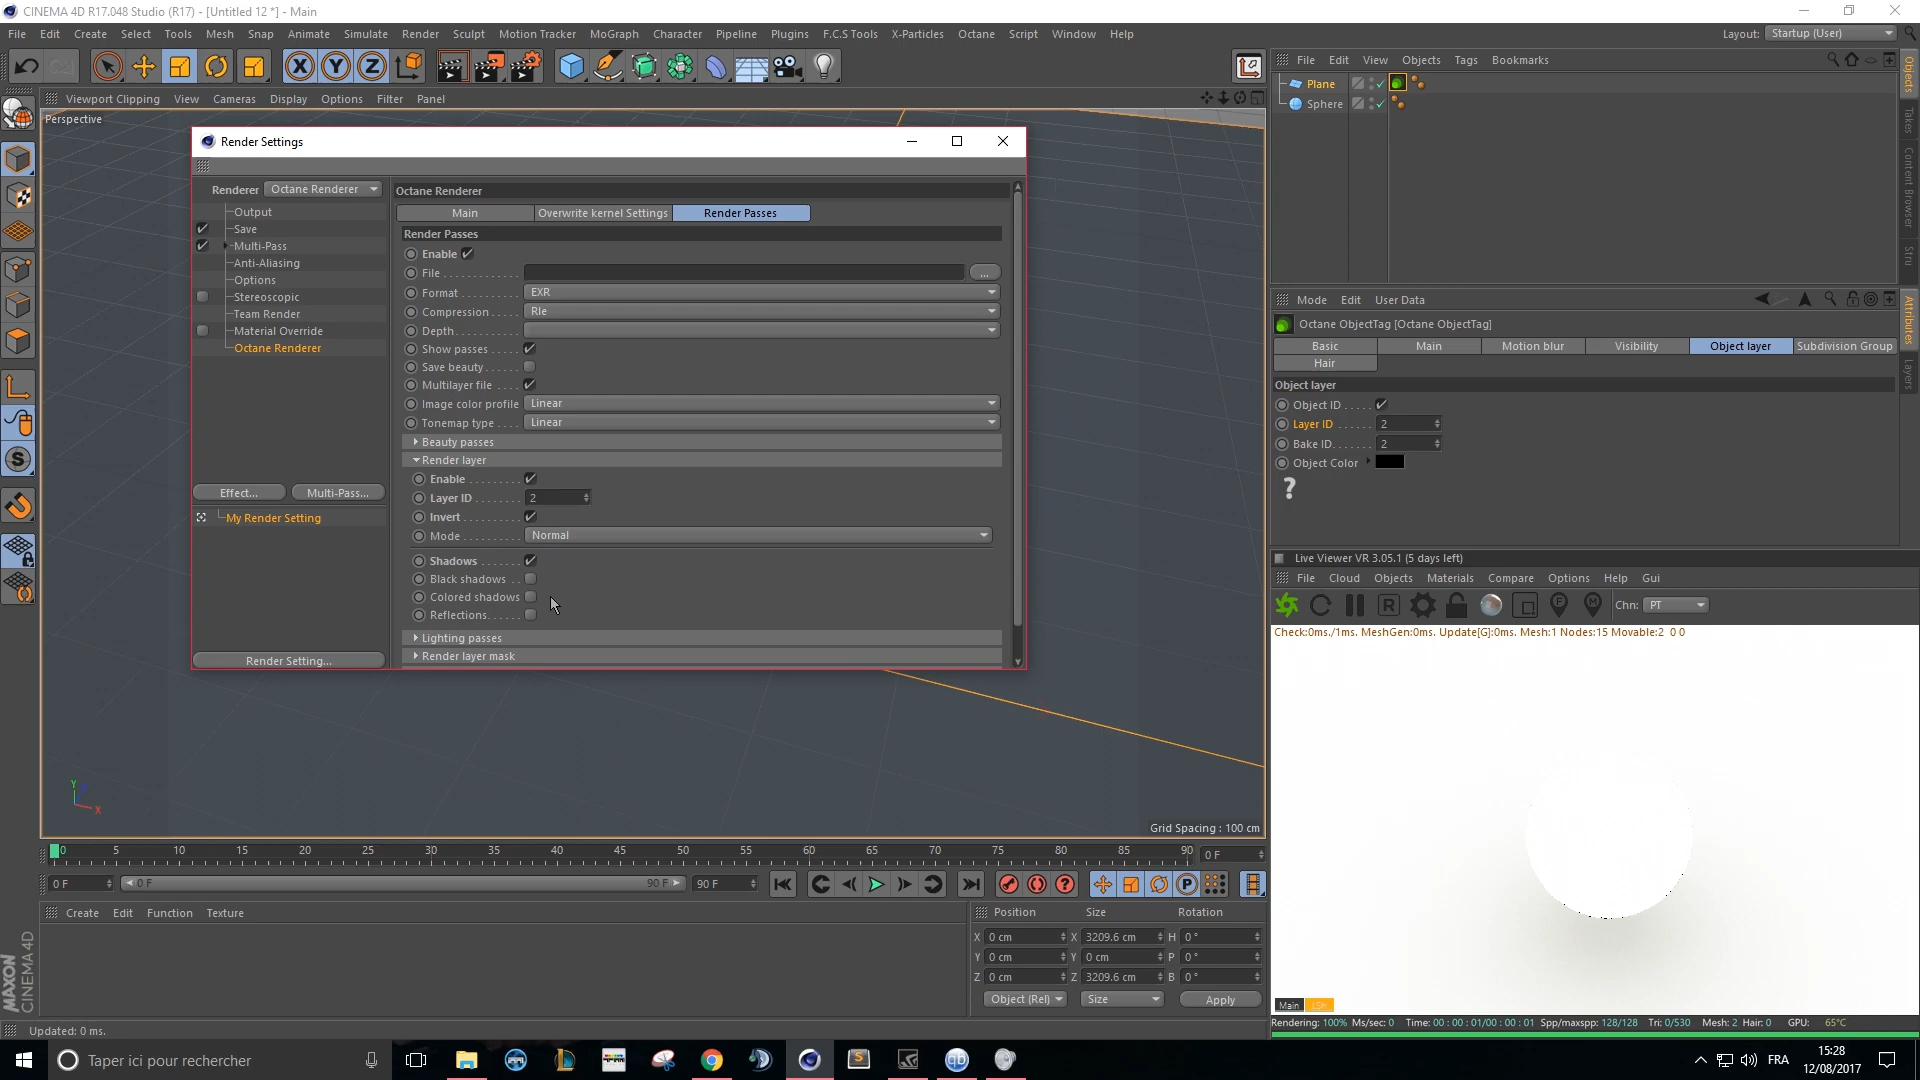 CINEMA 4D R17.048 Studio (R17) - [Untitled 12 *] - Main
File Edit Create Select Tools Mesh Snap Animate Simulate Render Sculpt Motion Tracker MoGraph Character Pipeline Plugins F.C.S Tools X-Particles Octane Script Window Help
Layout: Startup (User)
Viewport Clipping View Cameras Display Options Filter Panel
Perspective
Render Settings
Renderer Octane Renderer
Output
Save
Multi-Pass
Anti-Aliasing
Options
Stereoscopic
Team Render
Material Override
Octane Renderer
Effect... Multi-Pass...
My Render Setting
Render Setting...
Octane Renderer
Main Overwrite kernel Settings Render Passes
Render Passes
Enable
File . . . . . . . . . . . . . ...
Format . . . . . . . . . . EXR
Compression . . . . . . Rle
Depth . . . . . . . . . . .
Show passes . . . . .
Save beauty . . . . . .
Multilayer file . . . .
Image color profile Linear
Tonemap type . . . . Linear
Beauty passes
Render layer
Enable . . . . . . . . .
Layer ID . . . . . . . . 2
Invert . . . . . . . . . .
Mode . . . . . . . . . . Normal
Shadows . . . . . . .
Black shadows . .
Colored shadows
Reflections . . . . . .
Lighting passes
Render layer mask
Grid Spacing : 100 cm
Y
X
0 5 10 15 20 25 30 35 40 45 50 55 60 65 70 75 80 85 90 0 F
0 F 0 F 90 F 90 F
Create Edit Function Texture
Position Size Rotation
X 0 cm X 3209.6 cm H 0 °
Y 0 cm Y 0 cm P 0 °
Z 0 cm Z 3209.6 cm B 0 °
Object (Rel) Size Apply
MAXON
CINEMA 4D
Updated: 0 ms.
File Edit View Objects Tags Bookmarks
Plane
Sphere
Objects
Takes
Content Browser
Stru
Mode Edit User Data
Octane ObjectTag [Octane ObjectTag]
Basic Main Motion blur Visibility Object layer Subdivision Group
Hair
Object layer
Object ID . . . . .
Layer ID . . . . . . 2
Bake ID. . . . . . . 2
Object Color
?
Attributes
Layers
Live Viewer VR 3.05.1 (5 days left)
File Cloud Objects Materials Compare Options Help Gui
Chn: PT
Check:0ms./1ms. MeshGen:0ms. Update[G]:0ms. Mesh:1 Nodes:15 Movable:2 0 0
Main
Rendering: 100% Ms/sec: 0 Time: 00 : 00 : 01/00 : 00 : 01 Spp/maxspp: 128/128 Tri: 0/530 Mesh: 2 Hair: 0 GPU: 65°C
Taper ici pour rechercher
FRA
15:28
12/08/2017